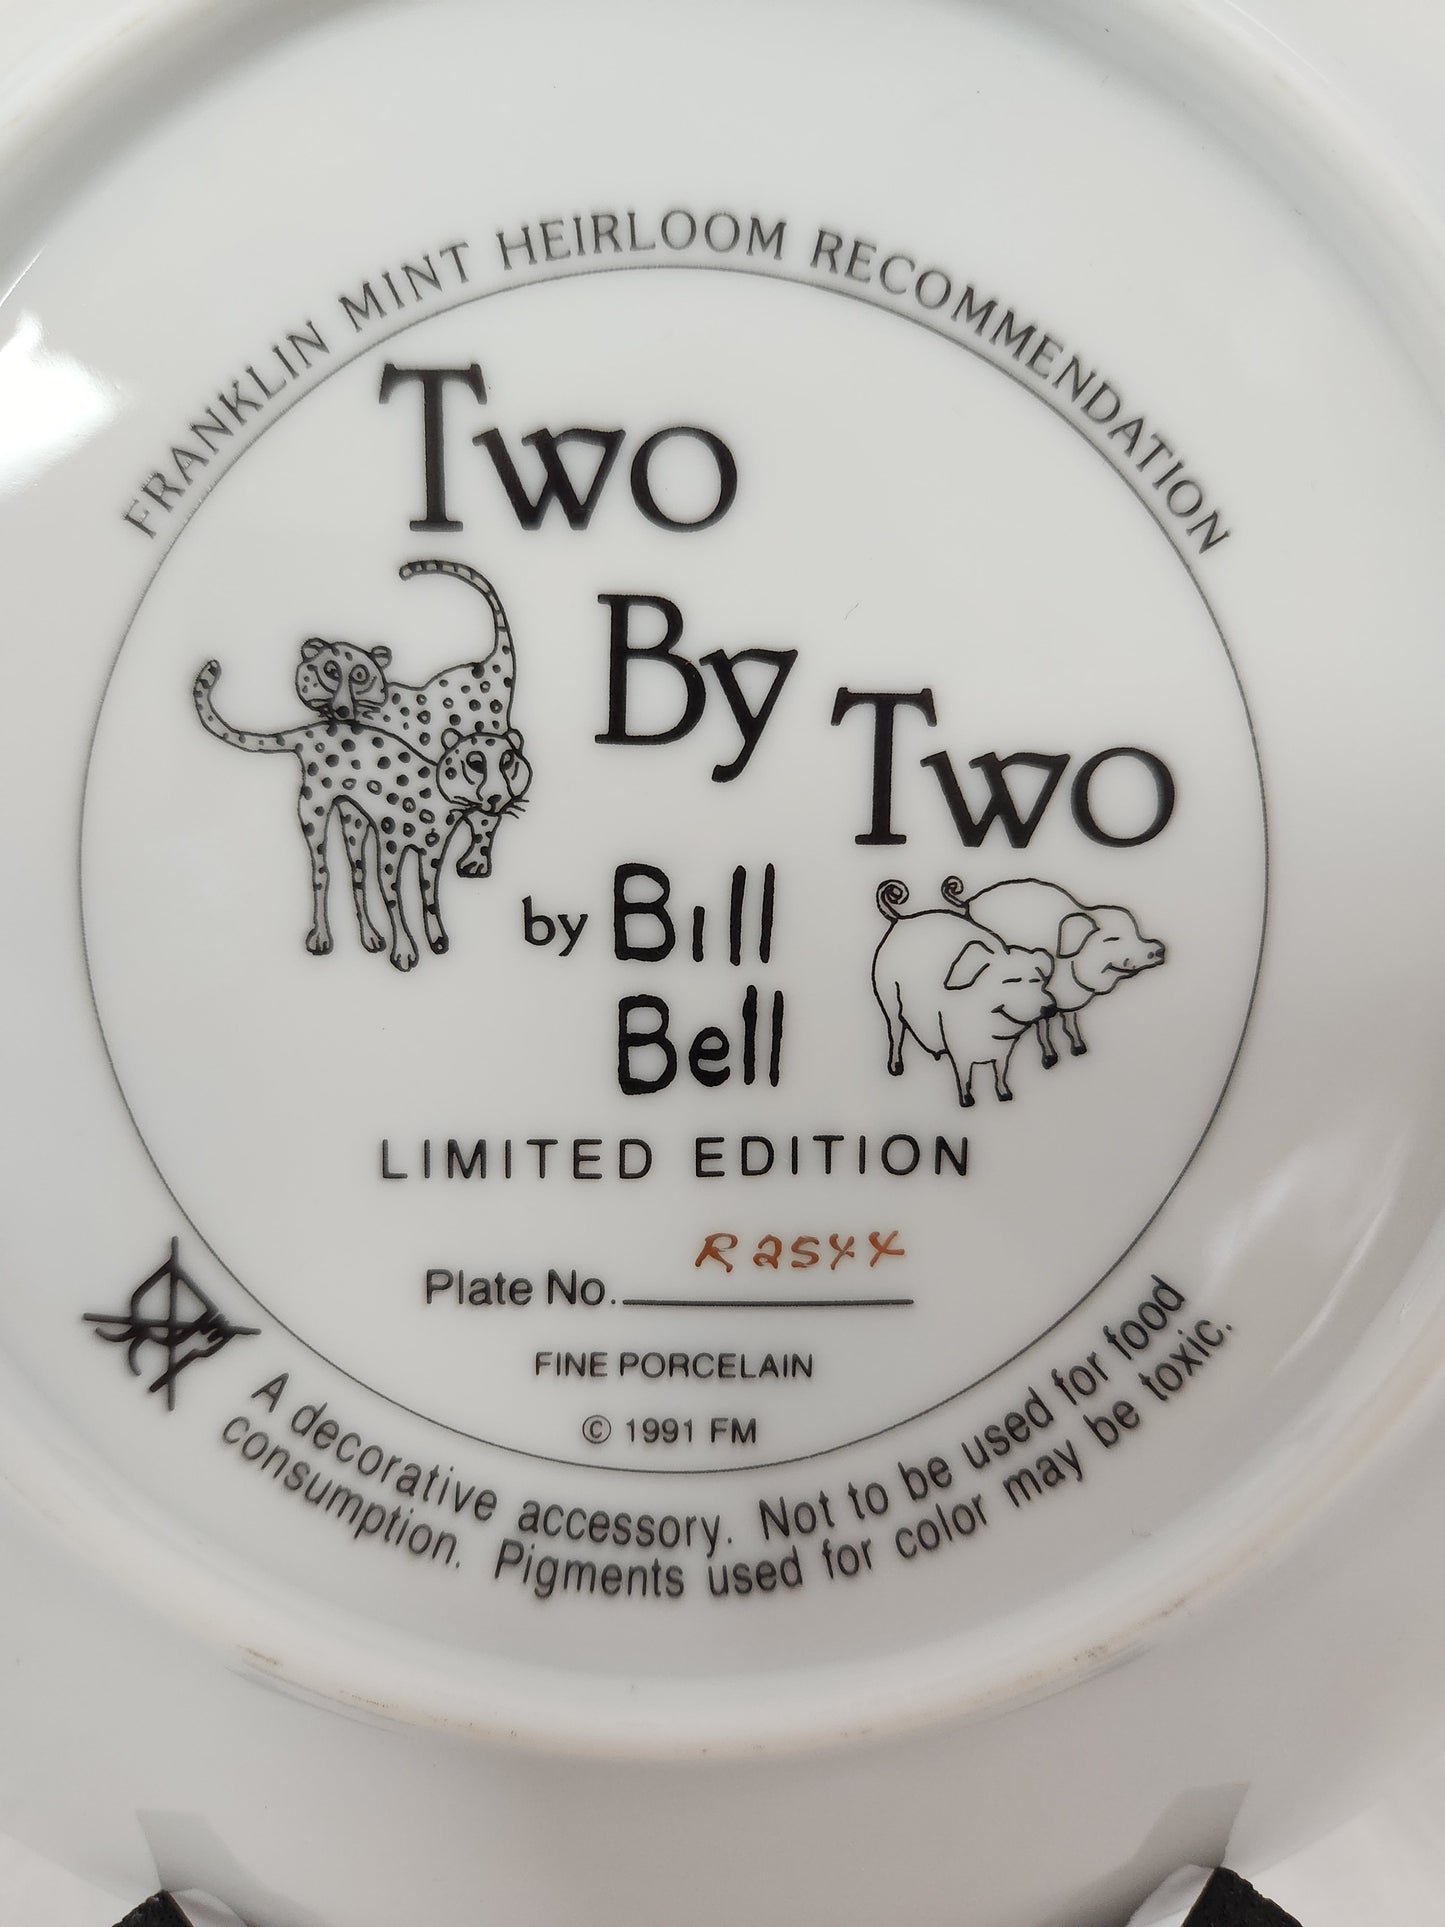 FRANKLIN MINT HEIRLOOM RECOMMENDATION
Two
By
Two
by Bill
Bell
LIMITED EDITION
R2544
Plate No.
FINE PORCELAIN
© 1991 FM
A decorative accessory. Not to be used for food
consumption. Pigments used for color may be toxic.